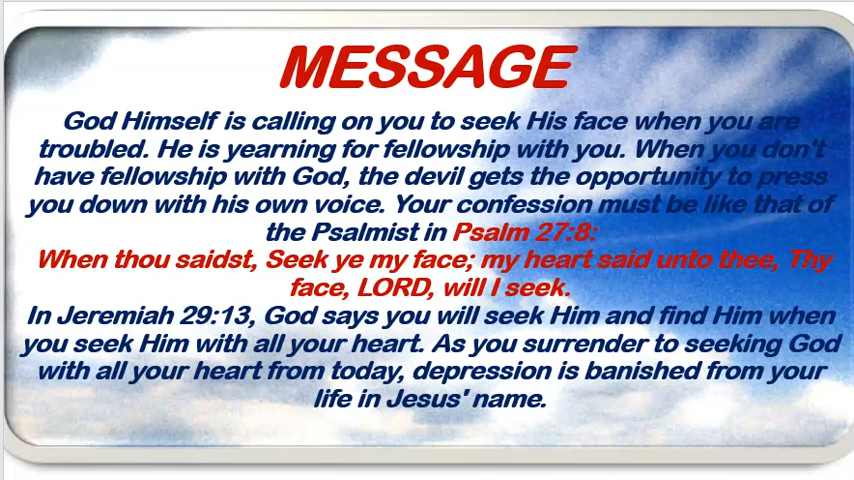 MESSAGE
God Himself is calling on you to seek His face when you are
troubled. He is yearning for fellowship with you. When you don't
have fellowship with God, the devil gets the opportunity to press
you down with his own voice. Your confession must be like that of
the Psalmist in Psalm 27:8:
When thou saidst, Seek ye my face; my heart said unto thee, Thy
face, LORD, will I seek.
In Jeremiah 29:13, God says you will seek Him and find Him when
you seek Him with all your heart. As you surrender to seeking God
with all your heart from today, depression is banished from your
life in Jesus' name.